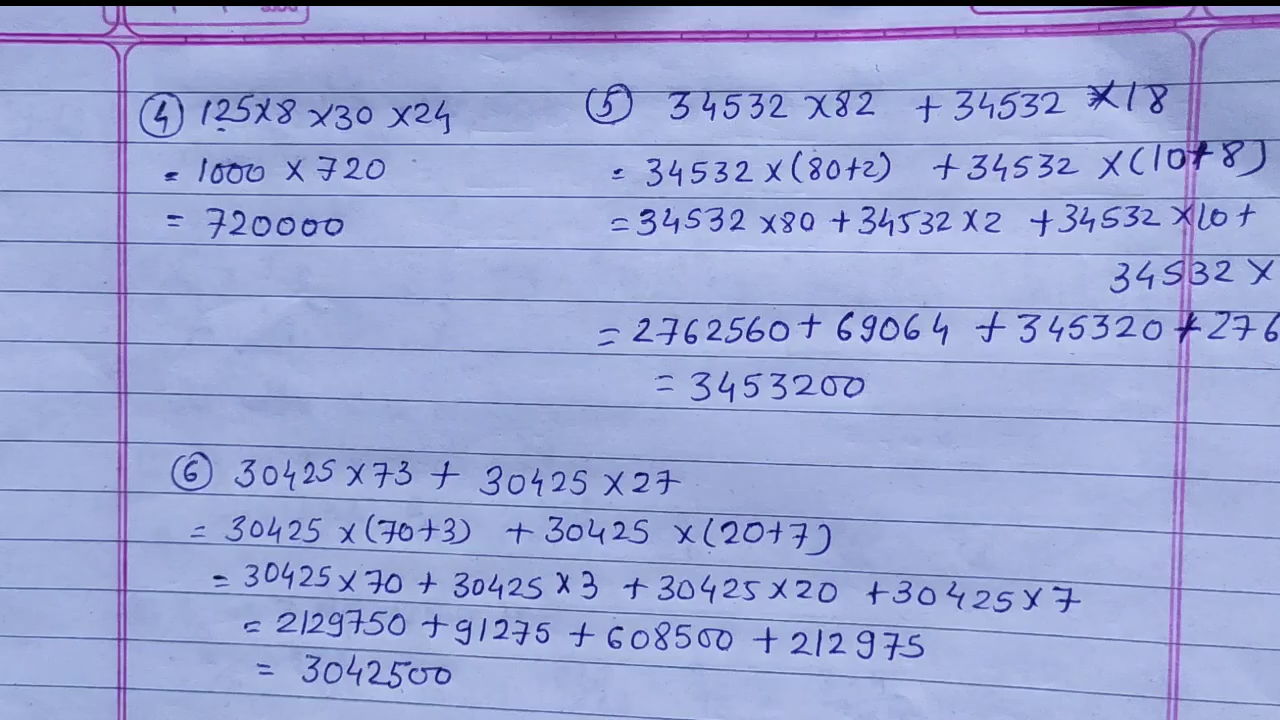 ④ 125×8 ×30 ×24
= 1000 × 720
= 720000
⑤ 34532 ×82 + 34532 ×18
= 34532 ×(80+2) + 34532 ×(10+8)
= 34532 ×80 + 34532 ×2 + 34532 ×10 +
34532 ×
= 2762560 + 69064 + 345320 + 276
= 3453200
⑥ 30425 ×73 + 30425 ×27
= 30425 ×(70+3) + 30425 ×(20+7)
= 30425 ×70 + 30425 ×3 + 30425 ×20 + 30425 ×7
= 2129750 + 91275 + 608500 + 212975
= 3042500